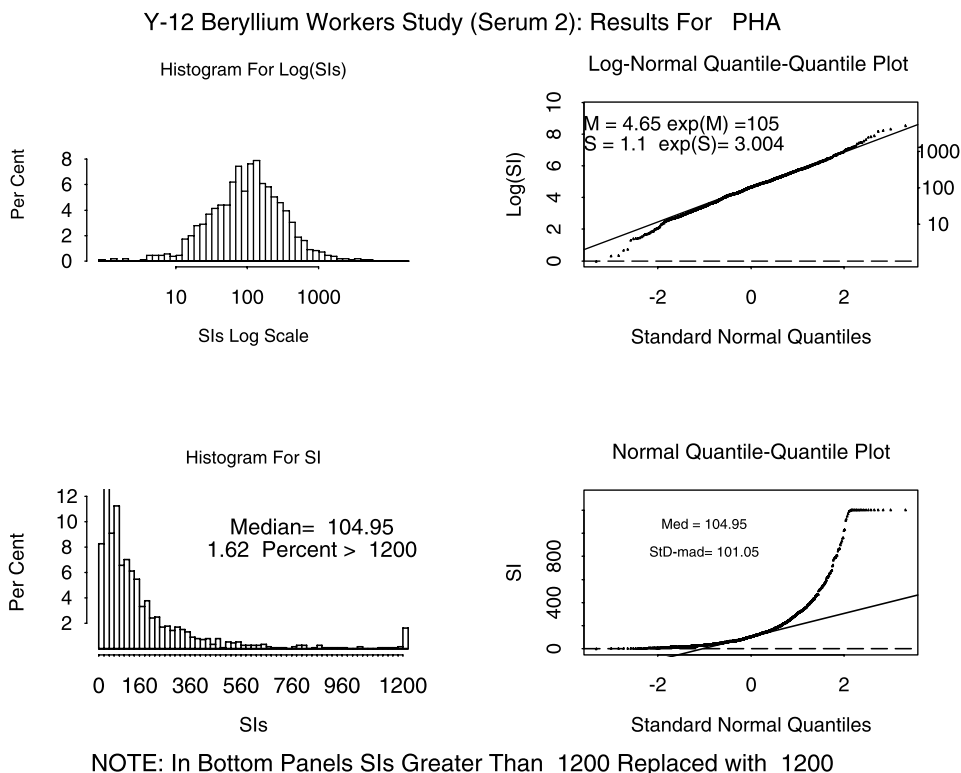 Y-12 Beryllium Workers Study (Serum 2): Results For PHA
Histogram For Log(SIs)
Per Cent
8
6
4
2
0
10 100 1000
SIs Log Scale
Log-Normal Quantile-Quantile Plot
M = 4.65 exp(M) =105
S = 1.1 exp(S)= 3.004
Log(SI)
10
8
6
4
2
0
1000
100
10
-2 0 2
Standard Normal Quantiles
Histogram For SI
Median= 104.95
1.62 Percent > 1200
Per Cent
12
10
8
6
4
2
0 160 360 560 760 960 1200
SIs
Normal Quantile-Quantile Plot
Med = 104.95
StD-mad= 101.05
SI
800
400
0
-2 0 2
Standard Normal Quantiles
NOTE: In Bottom Panels SIs Greater Than 1200 Replaced with 1200